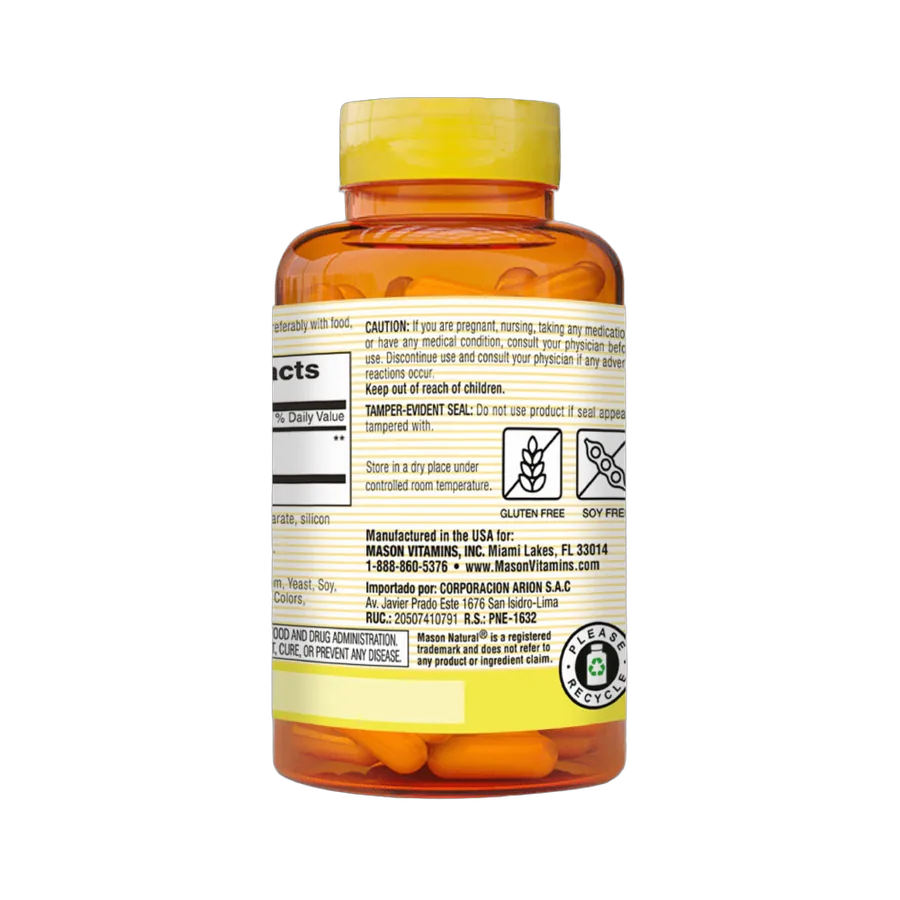 referably with food.
acts
% Daily Value
**
arate, silicon
m, Yeast, Soy,
Colors,
FOOD AND DRUG ADMINISTRATION.
T, CURE, OR PREVENT ANY DISEASE.
CAUTION: If you are pregnant, nursing, taking any medicatio
or have any medical condition, consult your physician befo
use. Discontinue use and consult your physician if any adver
reactions occur.
Keep out of reach of children.
TAMPER-EVIDENT SEAL: Do not use product if seal appea
tampered with.
Store in a dry place under
controlled room temperature.
GLUTEN FREE
SOY FREE
Manufactured in the USA for:
MASON VITAMINS, INC. Miami Lakes, FL 33014
1-888-860-5376 • www.MasonVitamins.com
Importado por: CORPORACION ARION S.A.C
Av. Javier Prado Este 1676 San Isidro-Lima
RUC.: 20507410791 R.S.: PNE-1632
Mason Natural® is a registered
trademark and does not refer to
any product or ingredient claim.
PLEASE
RECYCLE